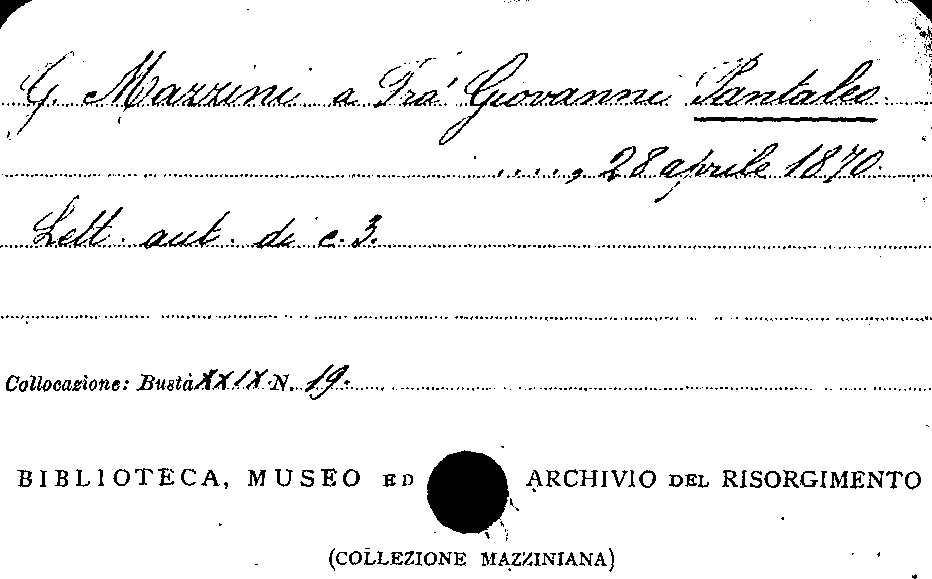 G. Mazzini a Fra' Giovanni Pantaleo.
...., 28 aprile 1870.
Lett. aut. di c. 3.
Collocazione: Busta XXIX N. 19.
BIBLIOTECA, MUSEO ED ARCHIVIO DEL RISORGIMENTO
(COLLEZIONE MAZZINIANA)